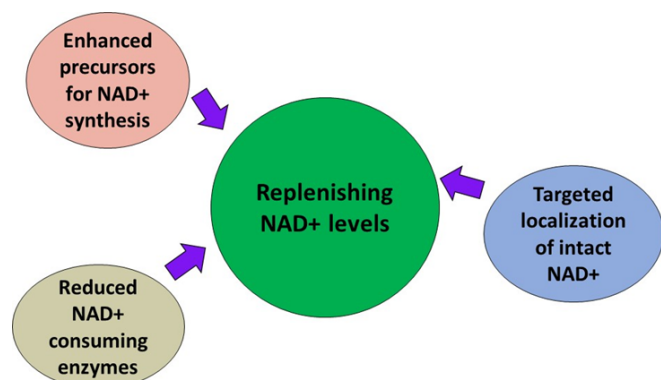 Enhanced
precursors
for NAD+
synthesis
Replenishing
NAD+ levels
Targeted
localization
of intact
NAD+
Reduced
NAD+
consuming
enzymes